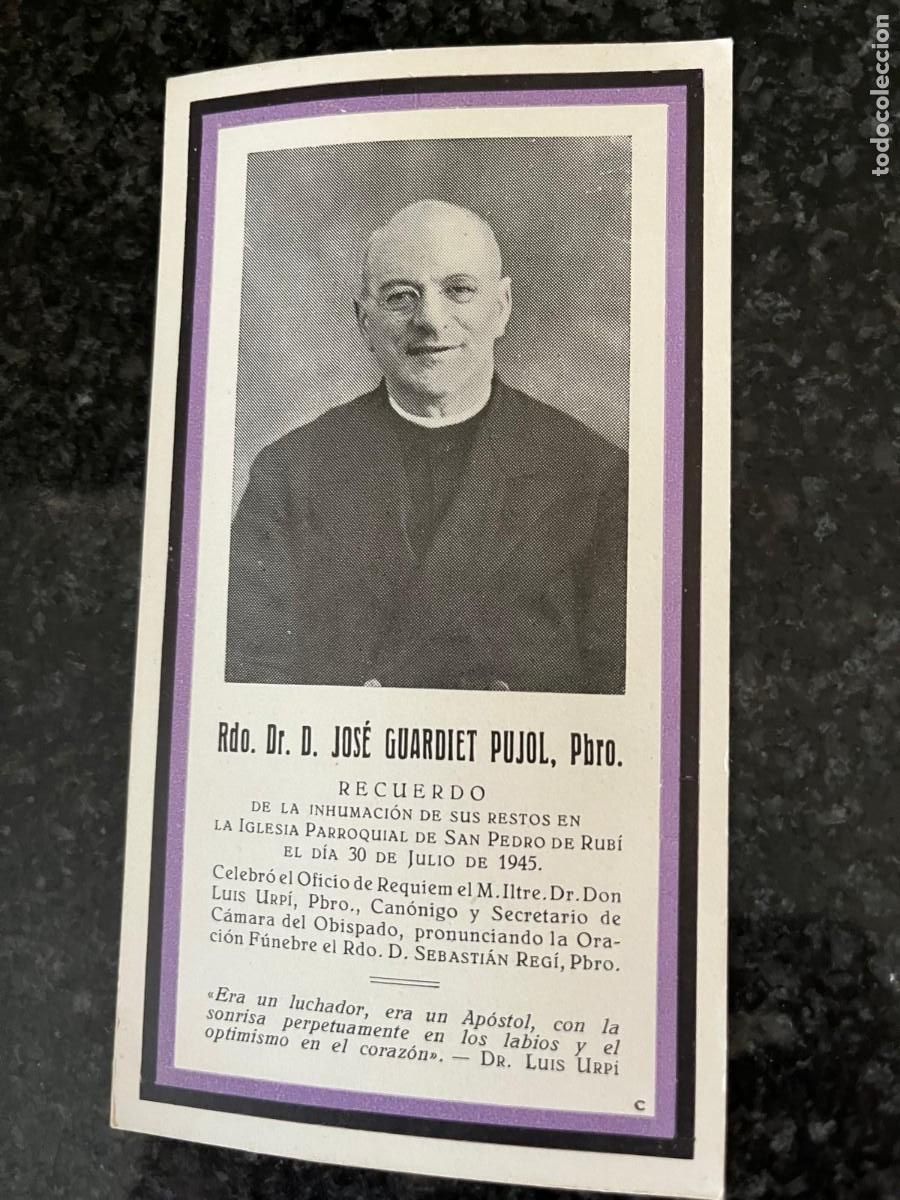 todocoleccion
Rdo. Dr. D. JOSÉ GUARDIET PUJOL, Pbro.
RECUERDO
DE LA INHUMACIÓN DE SUS RESTOS EN
LA IGLESIA PARROQUIAL DE SAN PEDRO DE RUBÍ
EL DÍA 30 DE JULIO DE 1945.
Celebró el Oficio de Requiem el M. Iltre. Dr. Don
LUIS URPÍ, Pbro., Canónigo y Secretario de
Cámara del Obispado, pronunciando la Ora-
ción Fúnebre el Rdo. D. SEBASTIÁN REGÍ, Pbro.
«Era un luchador, era un Apóstol, con la
sonrisa perpetuamente en los labios y el
optimismo en el corazón». — DR. LUIS URPI
C